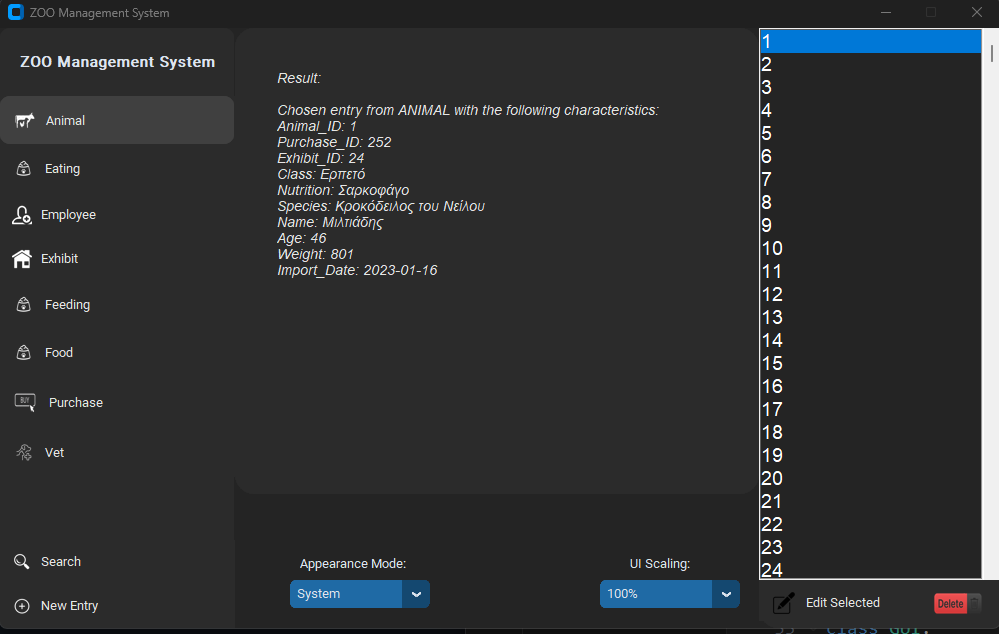 ZOO Management System
ZOO Management System
Animal
Eating
Employee
Exhibit
Feeding
Food
BUY
Purchase
Vet
Search
New Entry
Result:
Chosen entry from ANIMAL with the following characteristics:
Animal_ID: 1
Purchase_ID: 252
Exhibit_ID: 24
Class: Ερπετό
Nutrition: Σαρκοφάγο
Species: Κροκόδειλος του Νείλου
Name: Μιλτιάδης
Age: 46
Weight: 801
Import_Date: 2023-01-16
Appearance Mode:
System
UI Scaling:
100%
1
2
3
4
5
6
7
8
9
10
11
12
13
14
15
16
17
18
19
20
21
22
23
24
Edit Selected
Delete
class GUI: